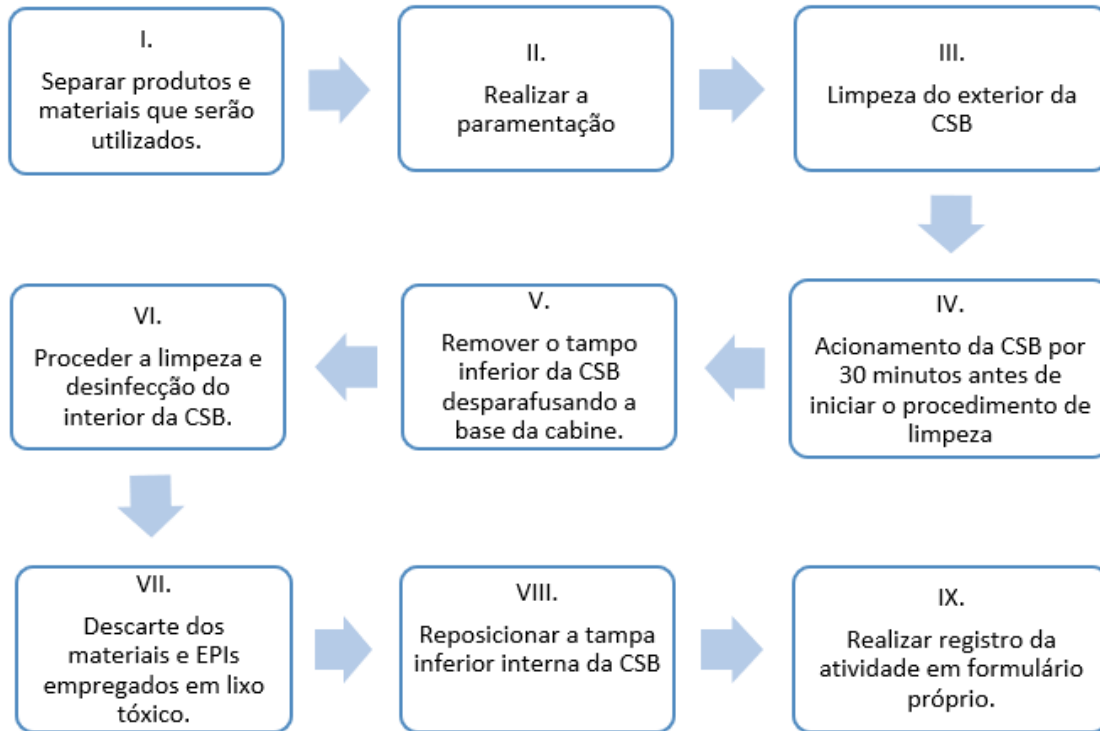 I.
Separar produtos e
materiais que serão
utilizados.
II.
Realizar a
paramentação
III.
Limpeza do exterior da
CSB
IV.
Acionamento da CSB por
30 minutos antes de
iniciar o procedimento de
limpeza
V.
Remover o tampo
inferior da CSB
desparafusando a
base da cabine.
VI.
Proceder a limpeza e
desinfecção do
interior da CSB.
VII.
Descarte dos
materiais e EPIs
empregados em lixo
tóxico.
VIII.
Reposicionar a tampa
inferior interna da CSB
IX.
Realizar registro da
atividade em formulário
próprio.